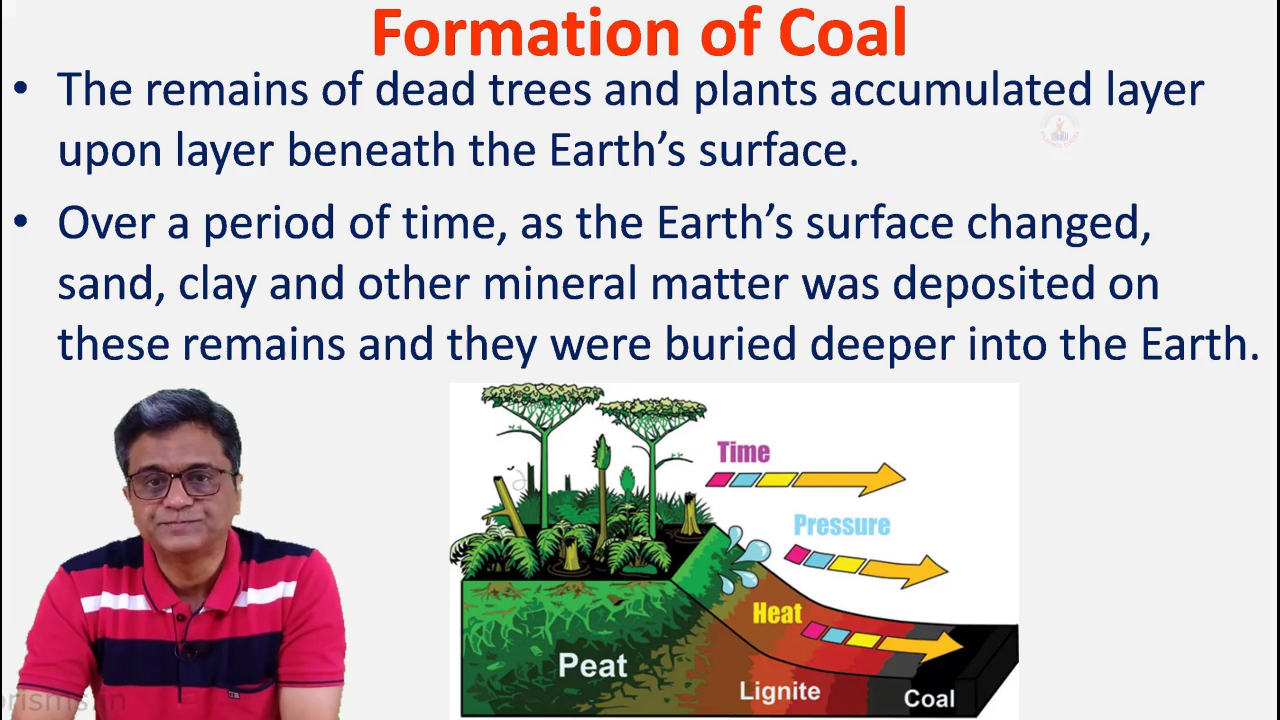 Formation of Coal
• The remains of dead trees and plants accumulated layer
upon layer beneath the Earth’s surface.
• Over a period of time, as the Earth’s surface changed,
sand, clay and other mineral matter was deposited on
these remains and they were buried deeper into the Earth.
Time
Pressure
Heat
Peat
Lignite
Coal